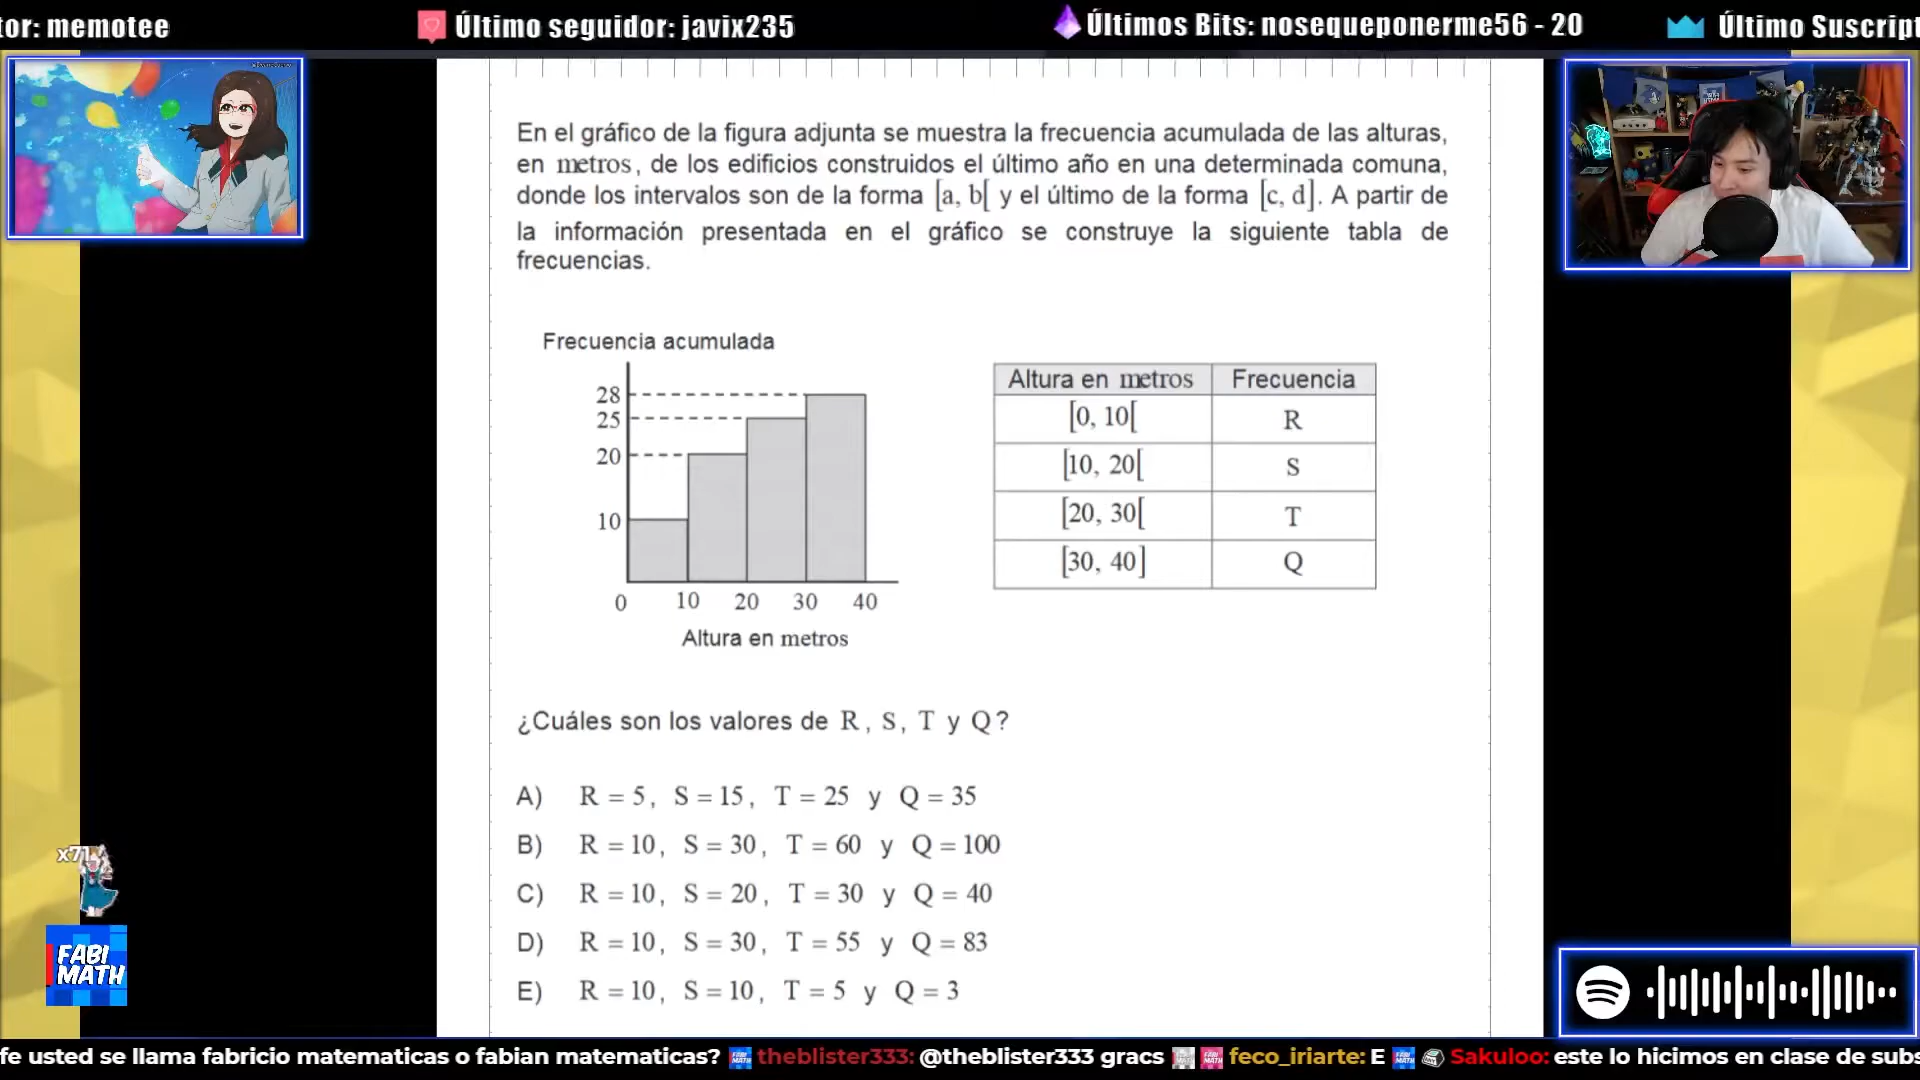 tor: memotee
Último seguidor: javix235
Últimos Bits: nosequeponerme56 - 20
Último Suscript
En el gráfico de la figura adjunta se muestra la frecuencia acumulada de las alturas,
en metros, de los edificios construidos el último año en una determinada comuna,
donde los intervalos son de la forma [a, b[ y el último de la forma [c, d]. A partir de
la información presentada en el gráfico se construye la siguiente tabla de
frecuencias.
Frecuencia acumulada
28
25
20
10
0 10 20 30 40
Altura en metros
Altura en metros Frecuencia
[0, 10[ R
[10, 20[ S
[20, 30[ T
[30, 40] Q
¿Cuáles son los valores de R, S, T y Q?
A) R = 5, S = 15, T = 25 y Q = 35
B) R = 10, S = 30, T = 60 y Q = 100
C) R = 10, S = 20, T = 30 y Q = 40
D) R = 10, S = 30, T = 55 y Q = 83
E) R = 10, S = 10, T = 5 y Q = 3
x71
FABI
MATH
fe usted se llama fabricio matematicas o fabian matematicas? theblister333: @theblister333 gracs feco_iriarte: E Sakuloo: este lo hicimos en clase de subs